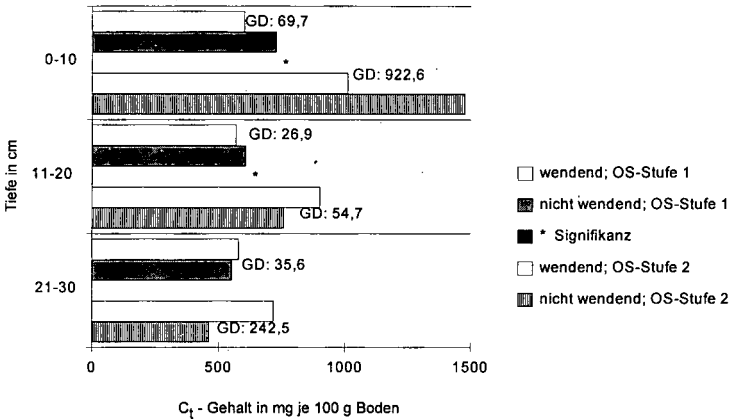 GD: 69,7
0-10
*
GD: 922,6
GD: 26,9
11-20
*
GD: 54,7
GD: 35,6
21-30
GD: 242,5
Tiefe in cm
0 500 1000 1500
Ct - Gehalt in mg je 100 g Boden
wendend; OS-Stufe 1
nicht wendend; OS-Stufe 1
* Signifikanz
wendend; OS-Stufe 2
nicht wendend; OS-Stufe 2